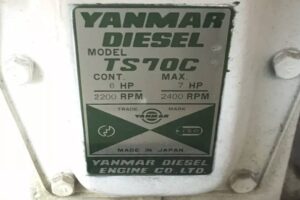 YANMAR
DIESEL
MODEL
TS70C
CONT. MAX.
6 HP 7 HP
2200 RPM 2400 RPM
TRADE MARK
YANMAR
MADE IN JAPAN
YANMAR DIESEL
ENGINE CO., LTD.